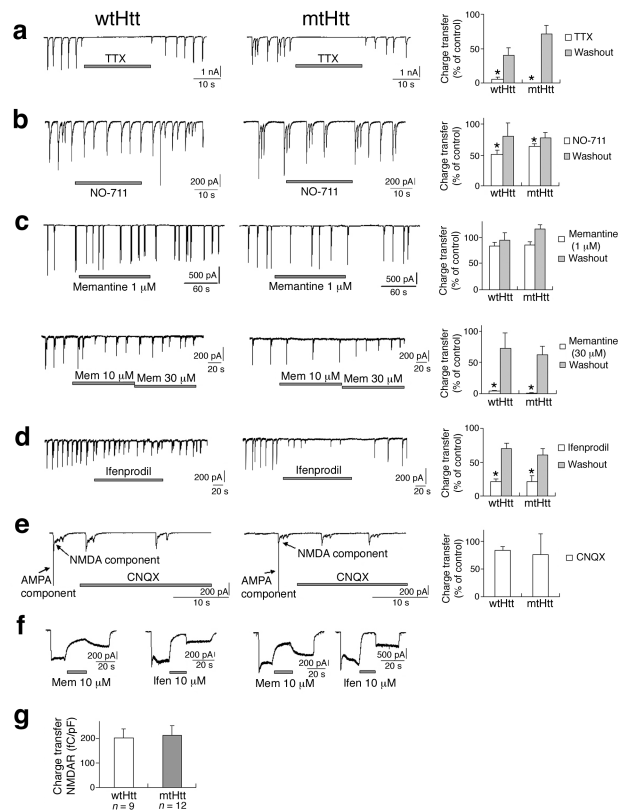 wtHtt
mtHtt
a
TTX
1 nA
10 s
TTX
1 nA
10 s
Charge transfer
(% of control)
100
50
0
*
*
wtHtt
mtHtt
TTX
Washout
b
NO-711
200 pA
10 s
NO-711
200 pA
10 s
Charge transfer
(% of control)
100
50
0
*
*
wtHtt
mtHtt
NO-711
Washout
c
Memantine 1 μM
500 pA
60 s
Memantine 1 μM
500 pA
60 s
Charge transfer
(% of control)
100
50
0
wtHtt
mtHtt
Memantine
(1 μM)
Washout
Mem 10 μM
Mem 30 μM
200 pA
20 s
Mem 10 μM
Mem 30 μM
200 pA
20 s
Charge transfer
(% of control)
100
50
0
*
*
wtHtt
mtHtt
Memantine
(30 μM)
Washout
d
Ifenprodil
200 pA
20 s
Ifenprodil
200 pA
20 s
Charge transfer
(% of control)
100
50
0
*
*
wtHtt
mtHtt
Ifenprodil
Washout
e
NMDA component
AMPA
component
CNQX
200 pA
10 s
NMDA component
AMPA
component
CNQX
200 pA
10 s
Charge transfer
(% of control)
100
50
0
wtHtt
mtHtt
CNQX
f
Mem 10 μM
200 pA
20 s
Ifen 10 μM
200 pA
20 s
Mem 10 μM
200 pA
20 s
Ifen 10 μM
500 pA
20 s
g
Charge transfer
NMDAR (fC/pF)
200
100
0
wtHtt
n = 9
mtHtt
n = 12